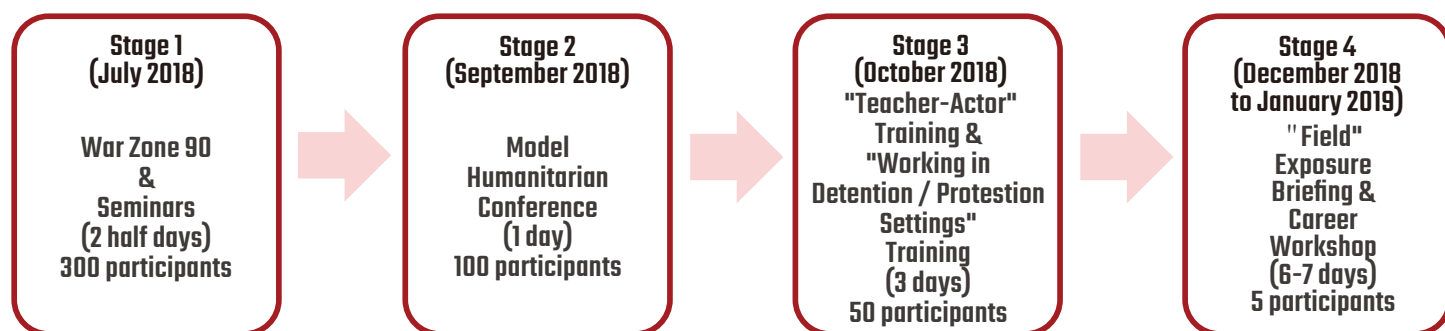 Stage 1
(July 2018)
War Zone 90
&
Seminars
(2 half days)
300 participants
Stage 2
(September 2018)
Model
Humanitarian
Conference
(1 day)
100 participants
Stage 3
(October 2018)
"Teacher-Actor"
Training &
"Working in
Detention / Protestion
Settings"
Training
(3 days)
50 participants
Stage 4
(December 2018
to January 2019)
"Field"
Exposure
Briefing &
Career
Workshop
(6-7 days)
5 participants